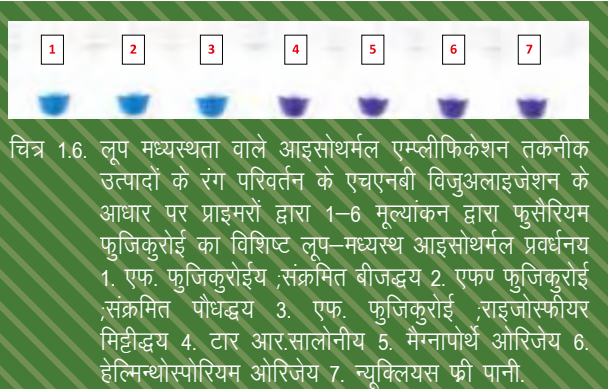 1 2 3 4 5 6 7
चित्र 1.6. लूप मध्यस्थता वाले आइसोथर्मल एम्प्लीफिकेशन तकनीक
उत्पादों के रंग परिवर्तन के एचएनबी विजुअलाइजेशन के
आधार पर प्राइमरों द्वारा 1–6 मूल्यांकन द्वारा फुसैरियम
फुजिकुरोई का विशिष्ट लूप–मध्यस्थ आइसोथर्मल प्रवर्धनय
1. एफ. फुजिकुरोईय ;संक्रमित बीजद्धय 2. एफण फुजिकुरोई
;संक्रमित पौधद्धय 3. एफ. फुजिकुरोई ;राइजोस्फीयर
मिट्टीद्धय 4. टार आर.सालोनीय 5. मैग्नापोर्थे ओरिजेय 6.
हेल्मिन्थोस्पोरियम ओरिजेय 7. न्यूक्लियस फ्री पानी.